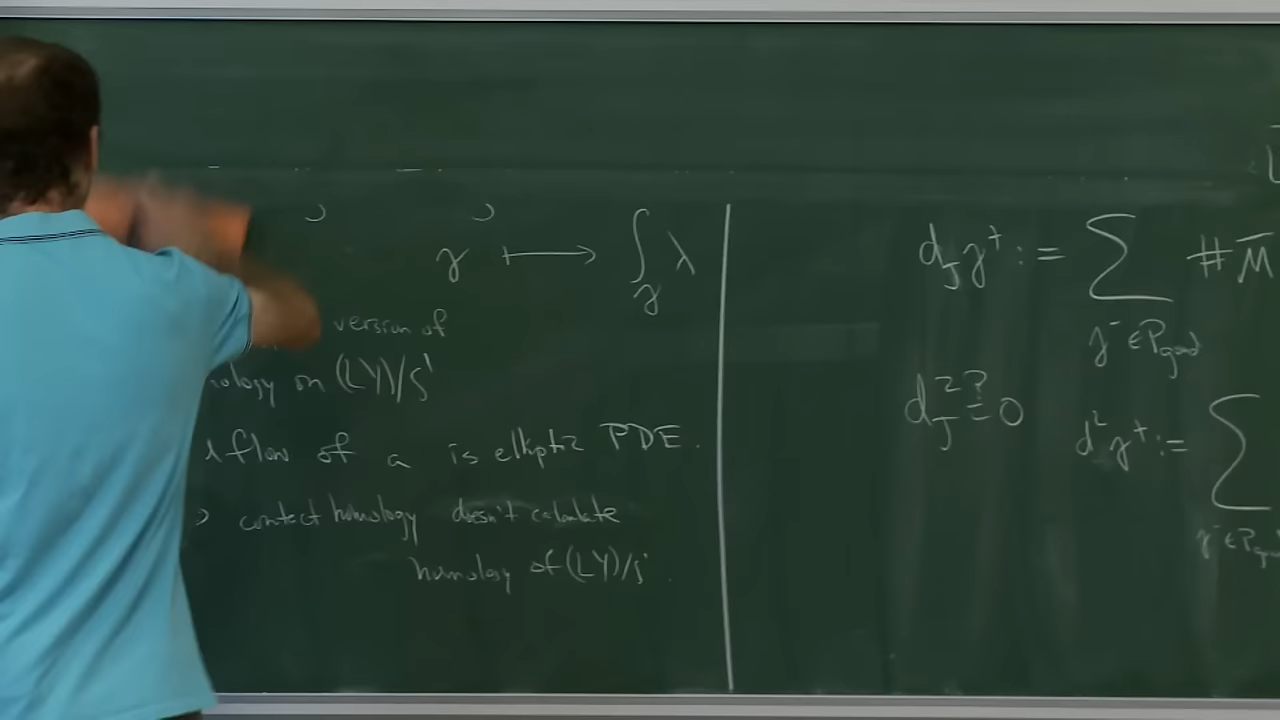 γ ⟼ ∫_γ λ
version of
ology on (LY)/S¹
flow of a is elliptic PDE.
contact homology doesn't calculate
homology of (LY)/S¹.
d_J γ⁺ := ∑_{γ⁻ ∈ P_good} # M̄
d_J² ?= 0
d² γ⁺ := ∑